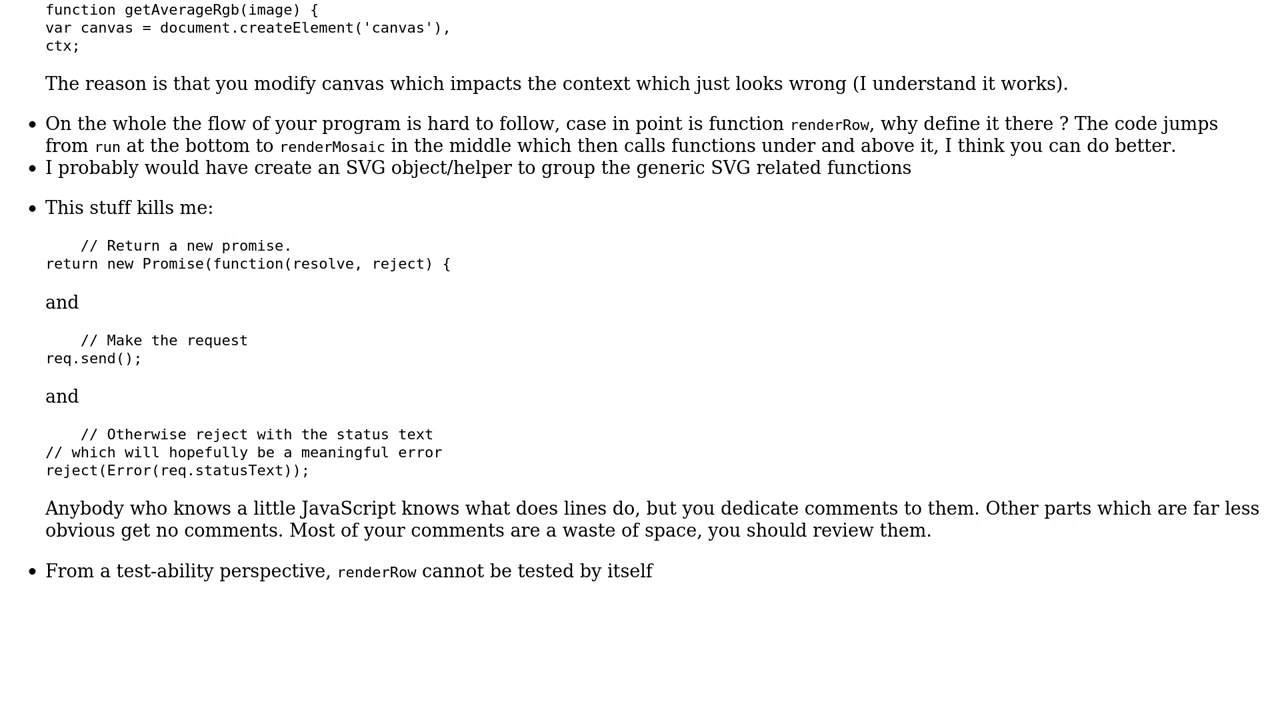 function getAverageRgb(image) {
var canvas = document.createElement('canvas'),
ctx;
The reason is that you modify canvas which impacts the context which just looks wrong (I understand it works).
• On the whole the flow of your program is hard to follow, case in point is function renderRow, why define it there ? The code jumps
from run at the bottom to renderMosaic in the middle which then calls functions under and above it, I think you can do better.
• I probably would have create an SVG object/helper to group the generic SVG related functions
• This stuff kills me:
    // Return a new promise.
return new Promise(function(resolve, reject) {
and
    // Make the request
req.send();
and
    // Otherwise reject with the status text
// which will hopefully be a meaningful error
reject(Error(req.statusText));
Anybody who knows a little JavaScript knows what does lines do, but you dedicate comments to them. Other parts which are far less
obvious get no comments. Most of your comments are a waste of space, you should review them.
• From a test-ability perspective, renderRow cannot be tested by itself